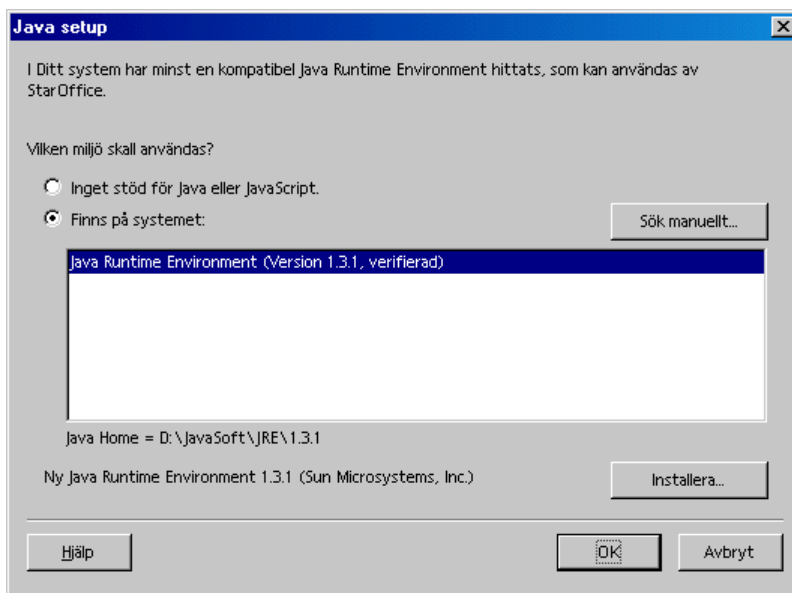 Java setup
I Ditt system har minst en kompatibel Java Runtime Environment hittats, som kan användas av
StarOffice.
Vilken miljö skall användas?
Inget stöd för Java eller JavaScript.
Finns på systemet:
Sök manuellt...
Java Runtime Environment (Version 1.3.1, verifierad)
Java Home = D:\JavaSoft\JRE\1.3.1
Ny Java Runtime Environment 1.3.1 (Sun Microsystems, Inc.)
Installera...
Hjälp
OK
Avbryt